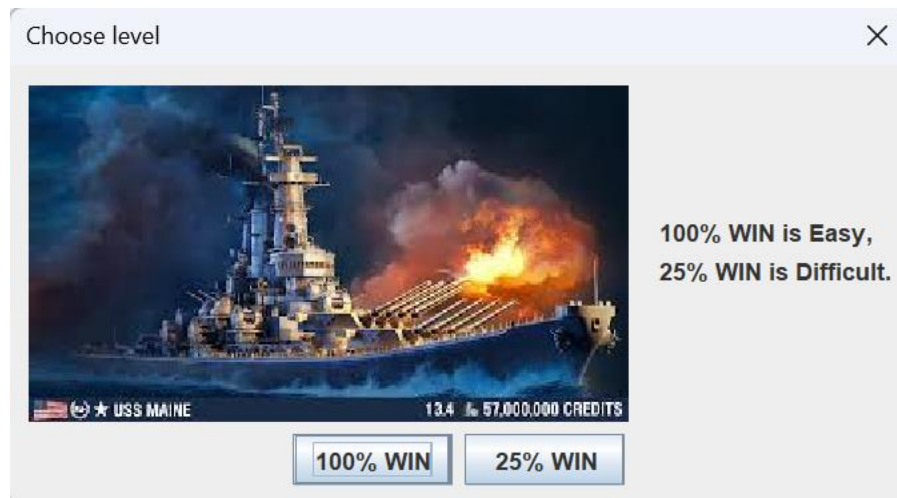 Choose level
100% WIN is Easy,
25% WIN is Difficult.
★ USS MAINE 13.4 57,000,000 CREDITS
100% WIN 25% WIN